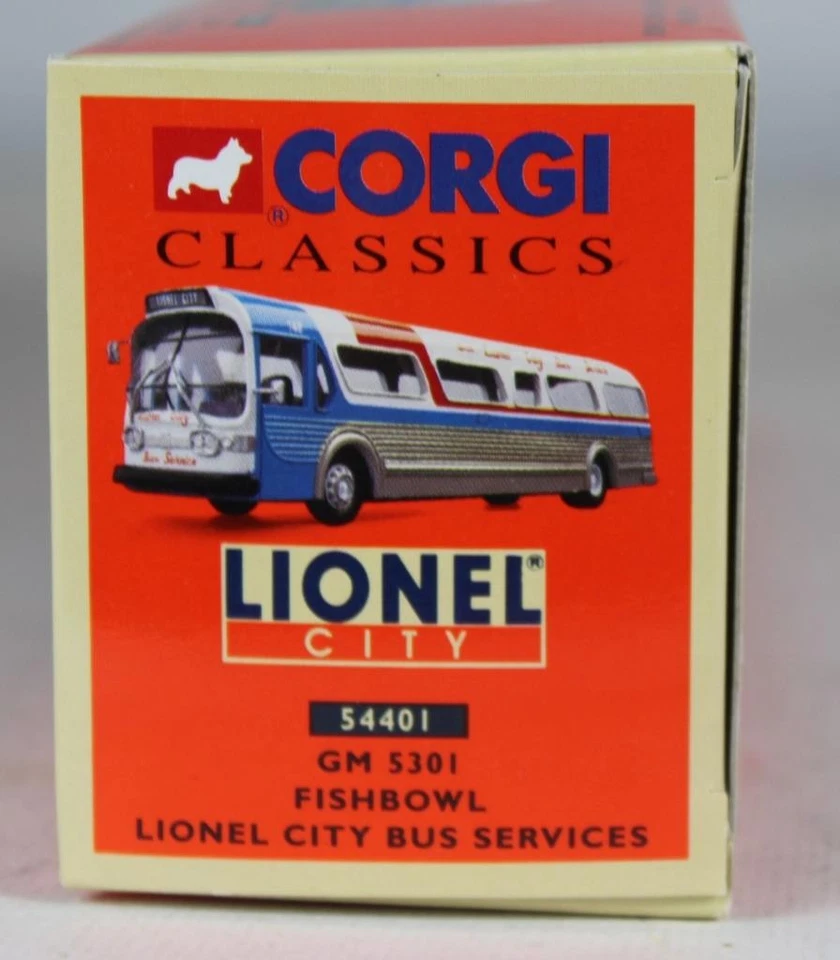 CORGI
®
CLASSICS
LIONEL CITY
Bus Service
LIONEL®
CITY
54401
GM 5301
FISHBOWL
LIONEL CITY BUS SERVICES